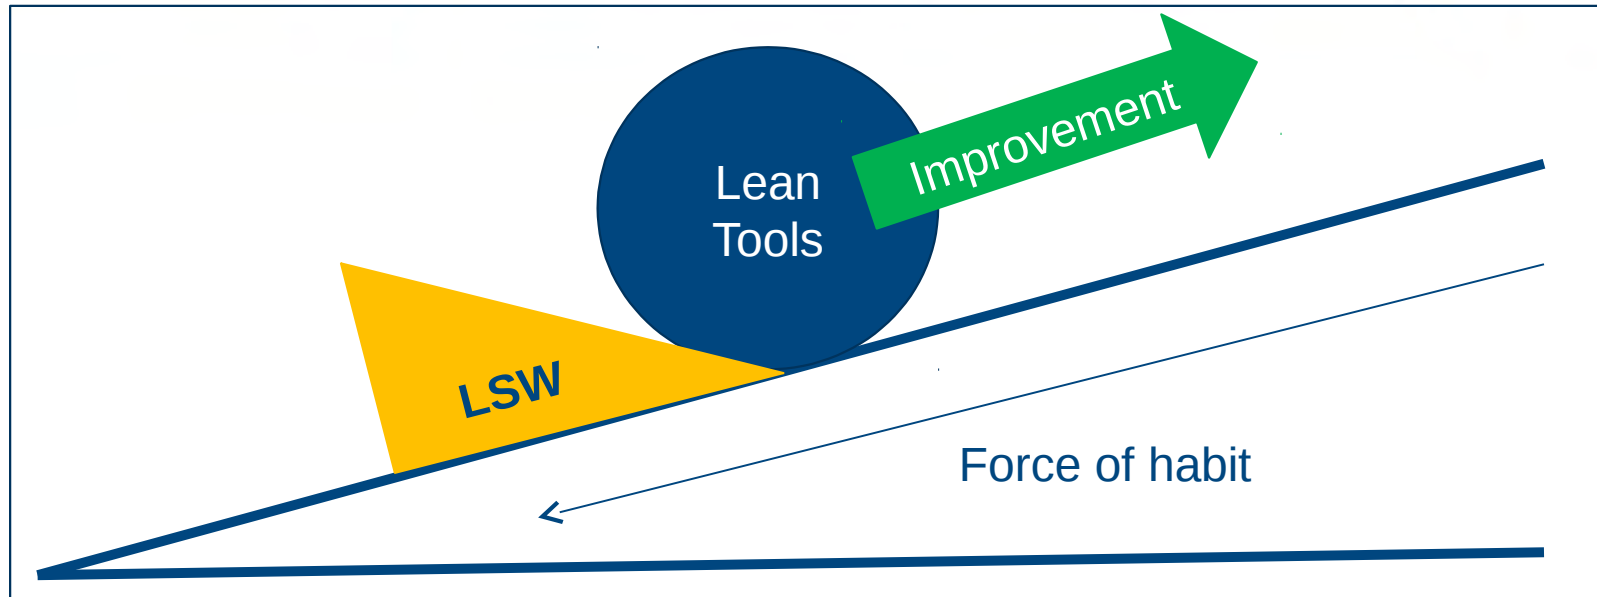 Improvement
Lean
Tools
LSW
Force of habit